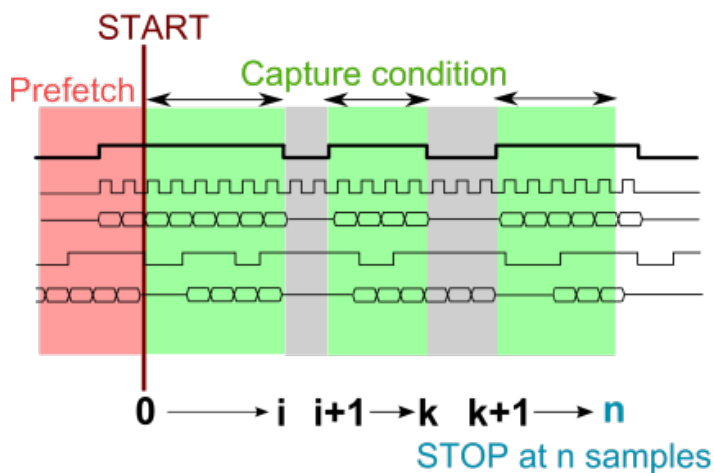 START
Capture condition
Prefetch
0 i i+1 k k+1 n
STOP at n samples